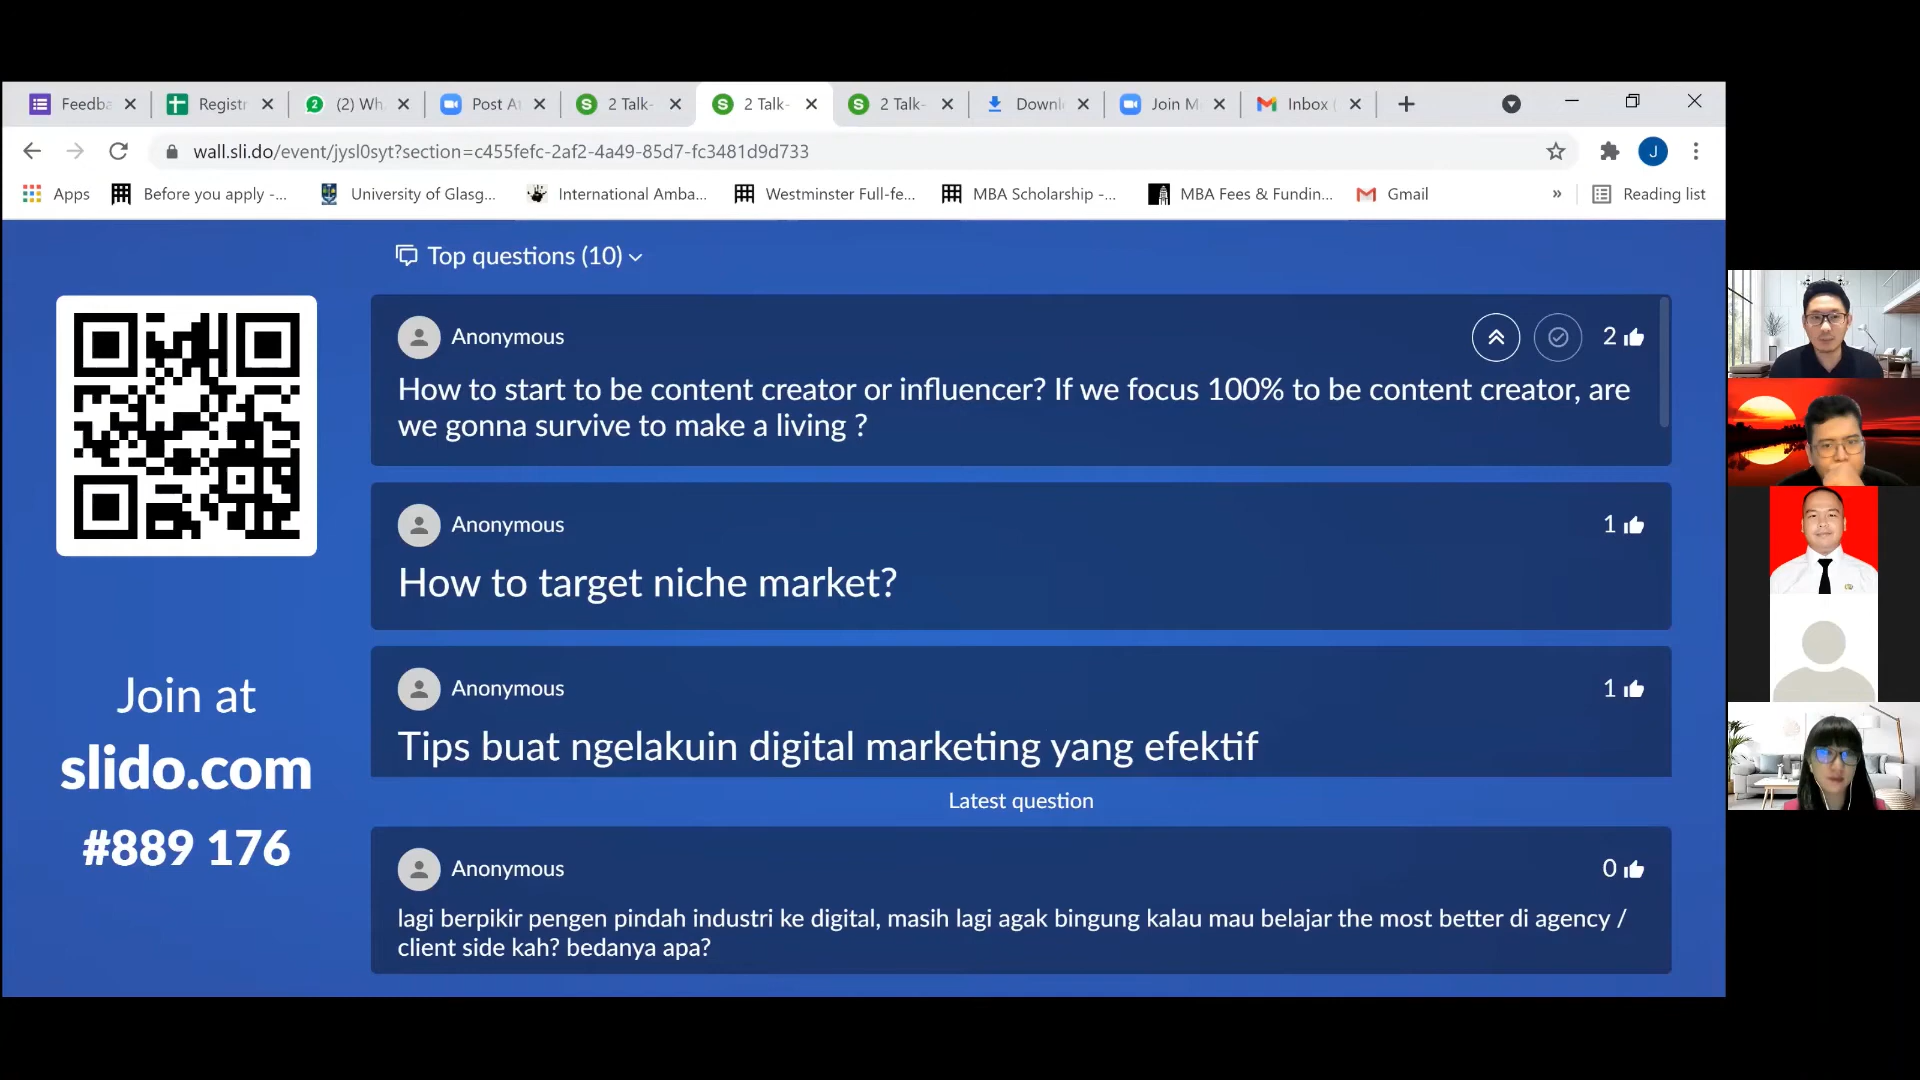 Feedba
Registr
(2) Wh
Post A
2 Talk-
2 Talk-
2 Talk-
Downl
Join M
Inbox (
wall.sli.do/event/jysl0syt?section=c455fefc-2af2-4a49-85d7-fc3481d9d733
J
Apps
Before you apply -...
University of Glasg...
International Amba...
Westminster Full-fe...
MBA Scholarship -...
MBA Fees & Fundin...
Gmail
Reading list
Top questions (10)
Anonymous
2
How to start to be content creator or influencer? If we focus 100% to be content creator, are
we gonna survive to make a living ?
Anonymous
1
How to target niche market?
Anonymous
1
Tips buat ngelakuin digital marketing yang efektif
Latest question
Anonymous
0
lagi berpikir pengen pindah industri ke digital, masih lagi agak bingung kalau mau belajar the most better di agency /
client side kah? bedanya apa?
Join at
slido.com
#889 176